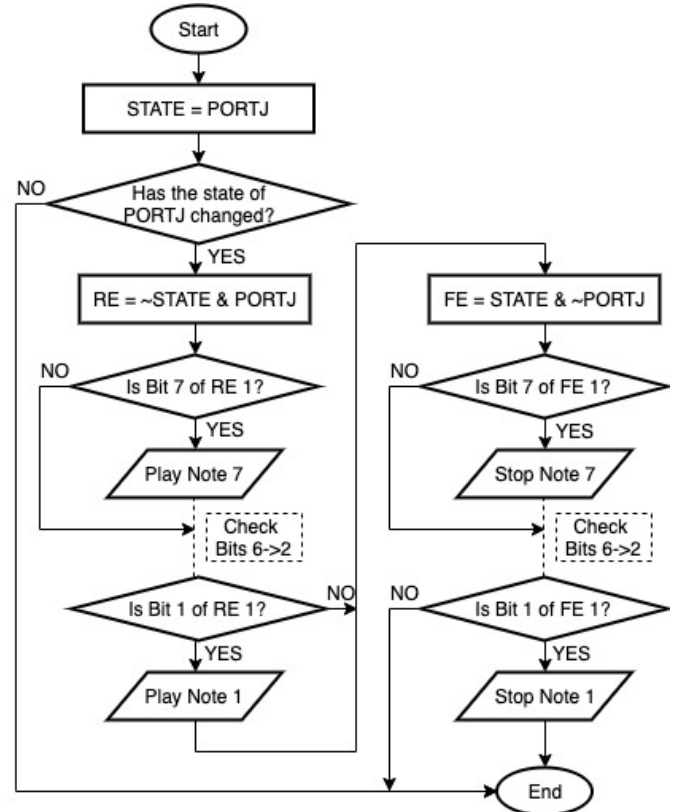 Start
STATE = PORTJ
NO
Has the state of
PORTJ changed?
YES
RE = ~STATE & PORTJ
NO
Is Bit 7 of RE 1?
YES
Play Note 7
Check
Bits 6->2
Is Bit 1 of RE 1?
NO
YES
Play Note 1
FE = STATE & ~PORTJ
NO
Is Bit 7 of FE 1?
YES
Stop Note 7
Check
Bits 6->2
NO
Is Bit 1 of FE 1?
YES
Stop Note 1
End